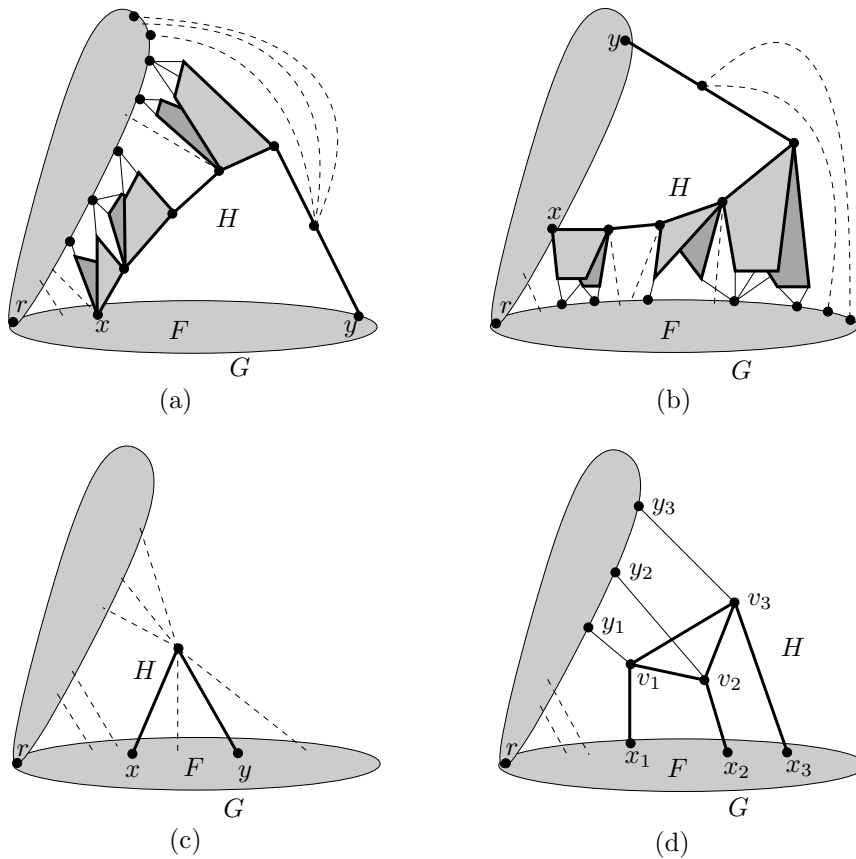 H
r
x
F
y
G
(a)
y
x
H
r
F
G
(b)
H
r
x
F
y
G
(c)
y₃
y₂
y₁
v₃
H
v₁
v₂
r
x₁
F
x₂
x₃
G
(d)